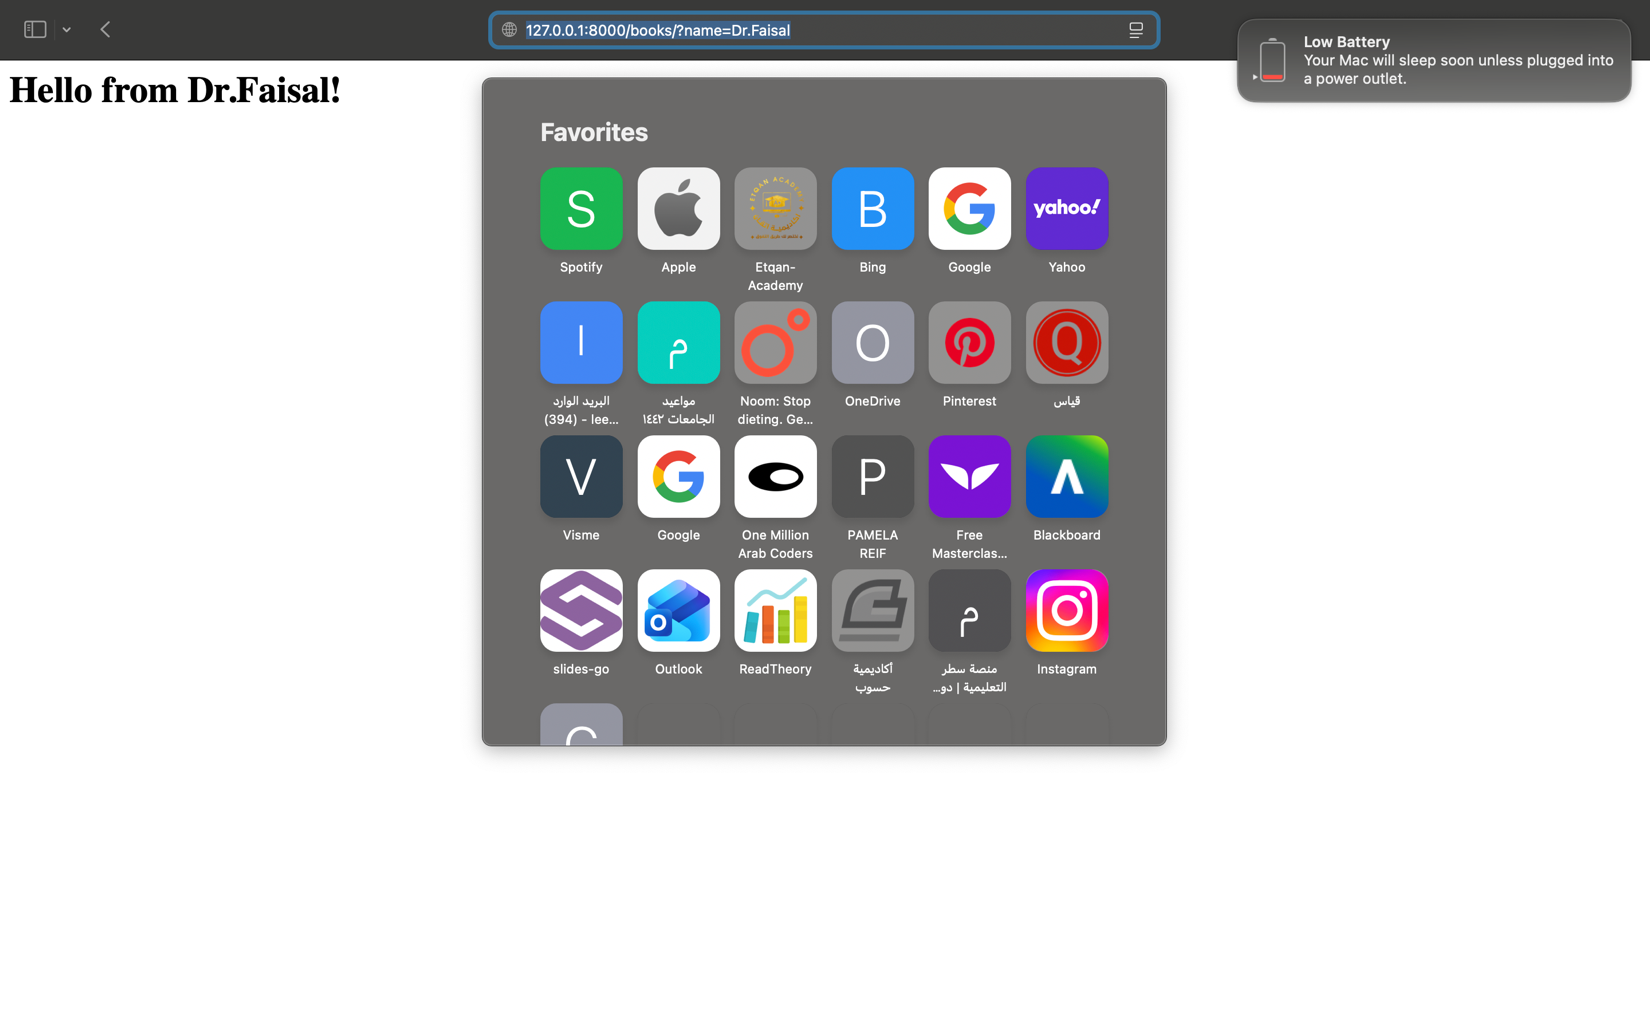 127.0.0.1:8000/books/?name=Dr.Faisal
Low Battery
Your Mac will sleep soon unless plugged into
a power outlet.
Hello from Dr.Faisal!
Favorites
S
B
yahoo!
Spotify
Apple
Etqan-
Academy
Bing
Google
Yahoo
ا
م
O
Q
البريد الوارد
(394) - lee...
مواعيد
الجامعات ١٤٤٢
Noom: Stop
dieting. Ge...
OneDrive
Pinterest
قياس
V
P
Visme
Google
One Million
Arab Coders
PAMELA
REIF
Free
Masterclas...
Blackboard
م
slides-go
Outlook
ReadTheory
أكاديمية
حسوب
منصة سطر
التعليمية | دو...
Instagram